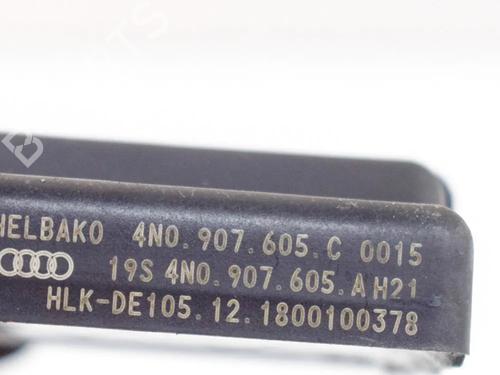 HELBAKO 4N0.907.605.C 0015
19S 4N0.907.605.A H21
HLK-DE105.12.1800100378